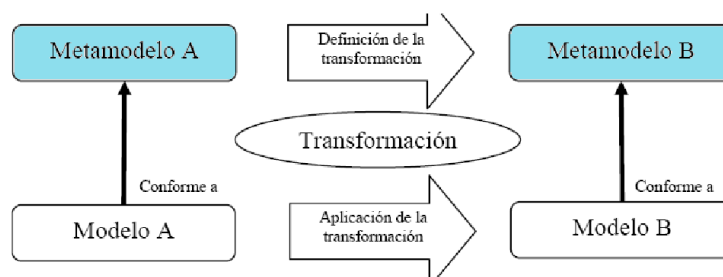 Metamodelo A
Definición de la
transformación
Metamodelo B
Transformación
Conforme a
Conforme a
Modelo A
Aplicación de la
transformación
Modelo B